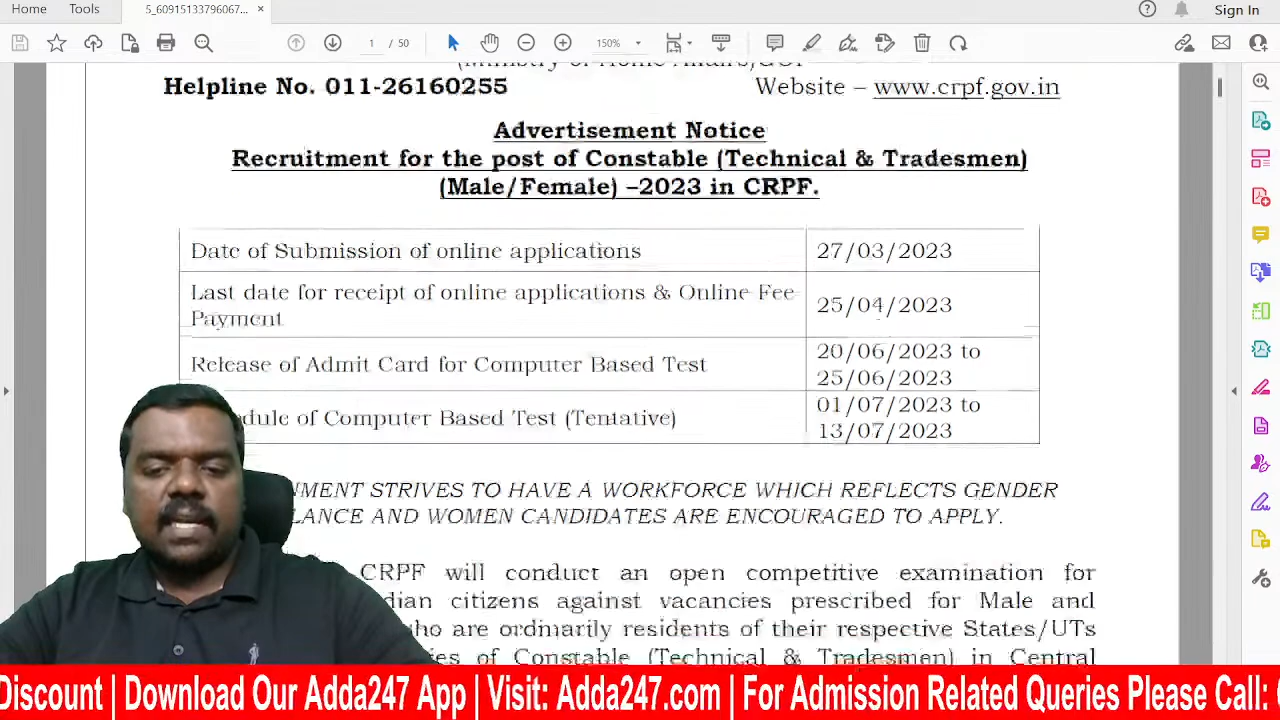 Home Tools 5_60915133796067... × Sign In
1 / 50 150%
(Ministry of Home Affairs/GOI
Helpline No. 011-26160255 Website – www.crpf.gov.in
Advertisement Notice
Recruitment for the post of Constable (Technical & Tradesmen)
(Male/Female) –2023 in CRPF.
Date of Submission of online applications 27/03/2023
Last date for receipt of online applications & Online Fee
Payment 25/04/2023
Release of Admit Card for Computer Based Test 20/06/2023 to
25/06/2023
dule of Computer Based Test (Tentative) 01/07/2023 to
13/07/2023
NMENT STRIVES TO HAVE A WORKFORCE WHICH REFLECTS GENDER
LANCE AND WOMEN CANDIDATES ARE ENCOURAGED TO APPLY.
CRPF will conduct an open competitive examination for
dian citizens against vacancies prescribed for Male and
ho are ordinarily residents of their respective States/UTs
ies of Constable (Technical & Tradesmen) in Central
Discount | Download Our Adda247 App | Visit: Adda247.com | For Admission Related Queries Please Call: